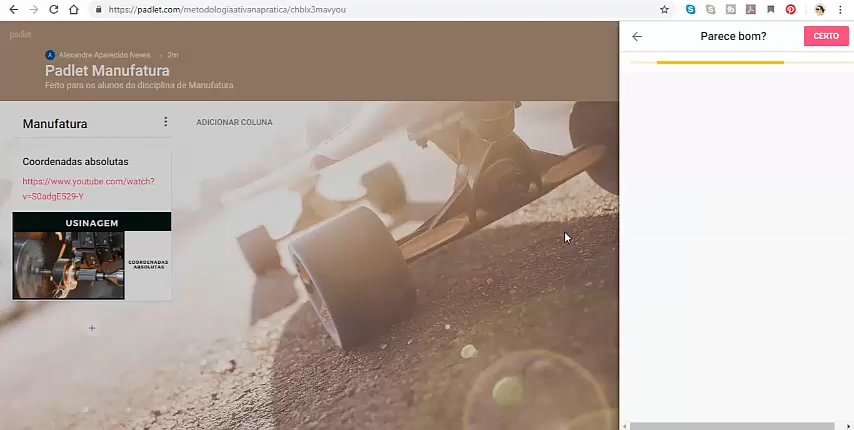 https://padlet.com/metodologiaativanapratica/chblx3mavyou
padlet
Alexandre Aparecido Neves • 2m
Padlet Manufatura
Feito para os alunos da disciplina de Manufatura
Parece bom?
CERTO
Manufatura
ADICIONAR COLUNA
Coordenadas absolutas
https://www.youtube.com/watch?
v=S0adgE529-Y
USINAGEM
COORDENADAS
ABSOLUTAS